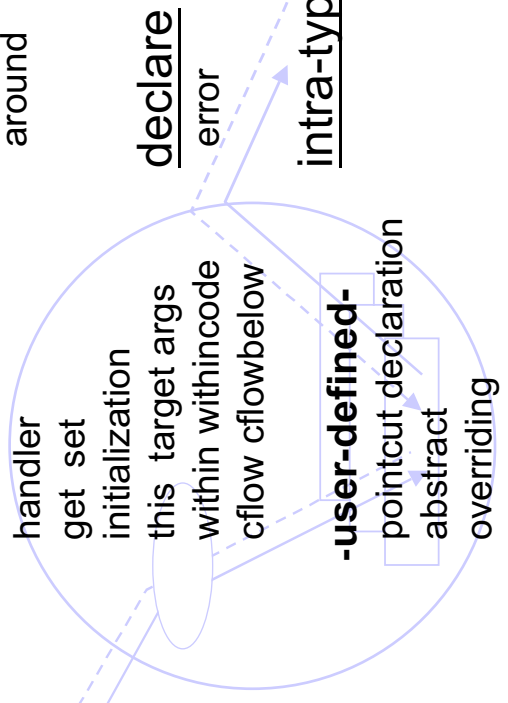 handler
get set
initialization
this target args
within withincode
cflow cflowbelow
-user-defined-
pointcut declaration
abstract
overriding
around
declare
error
intra-typ